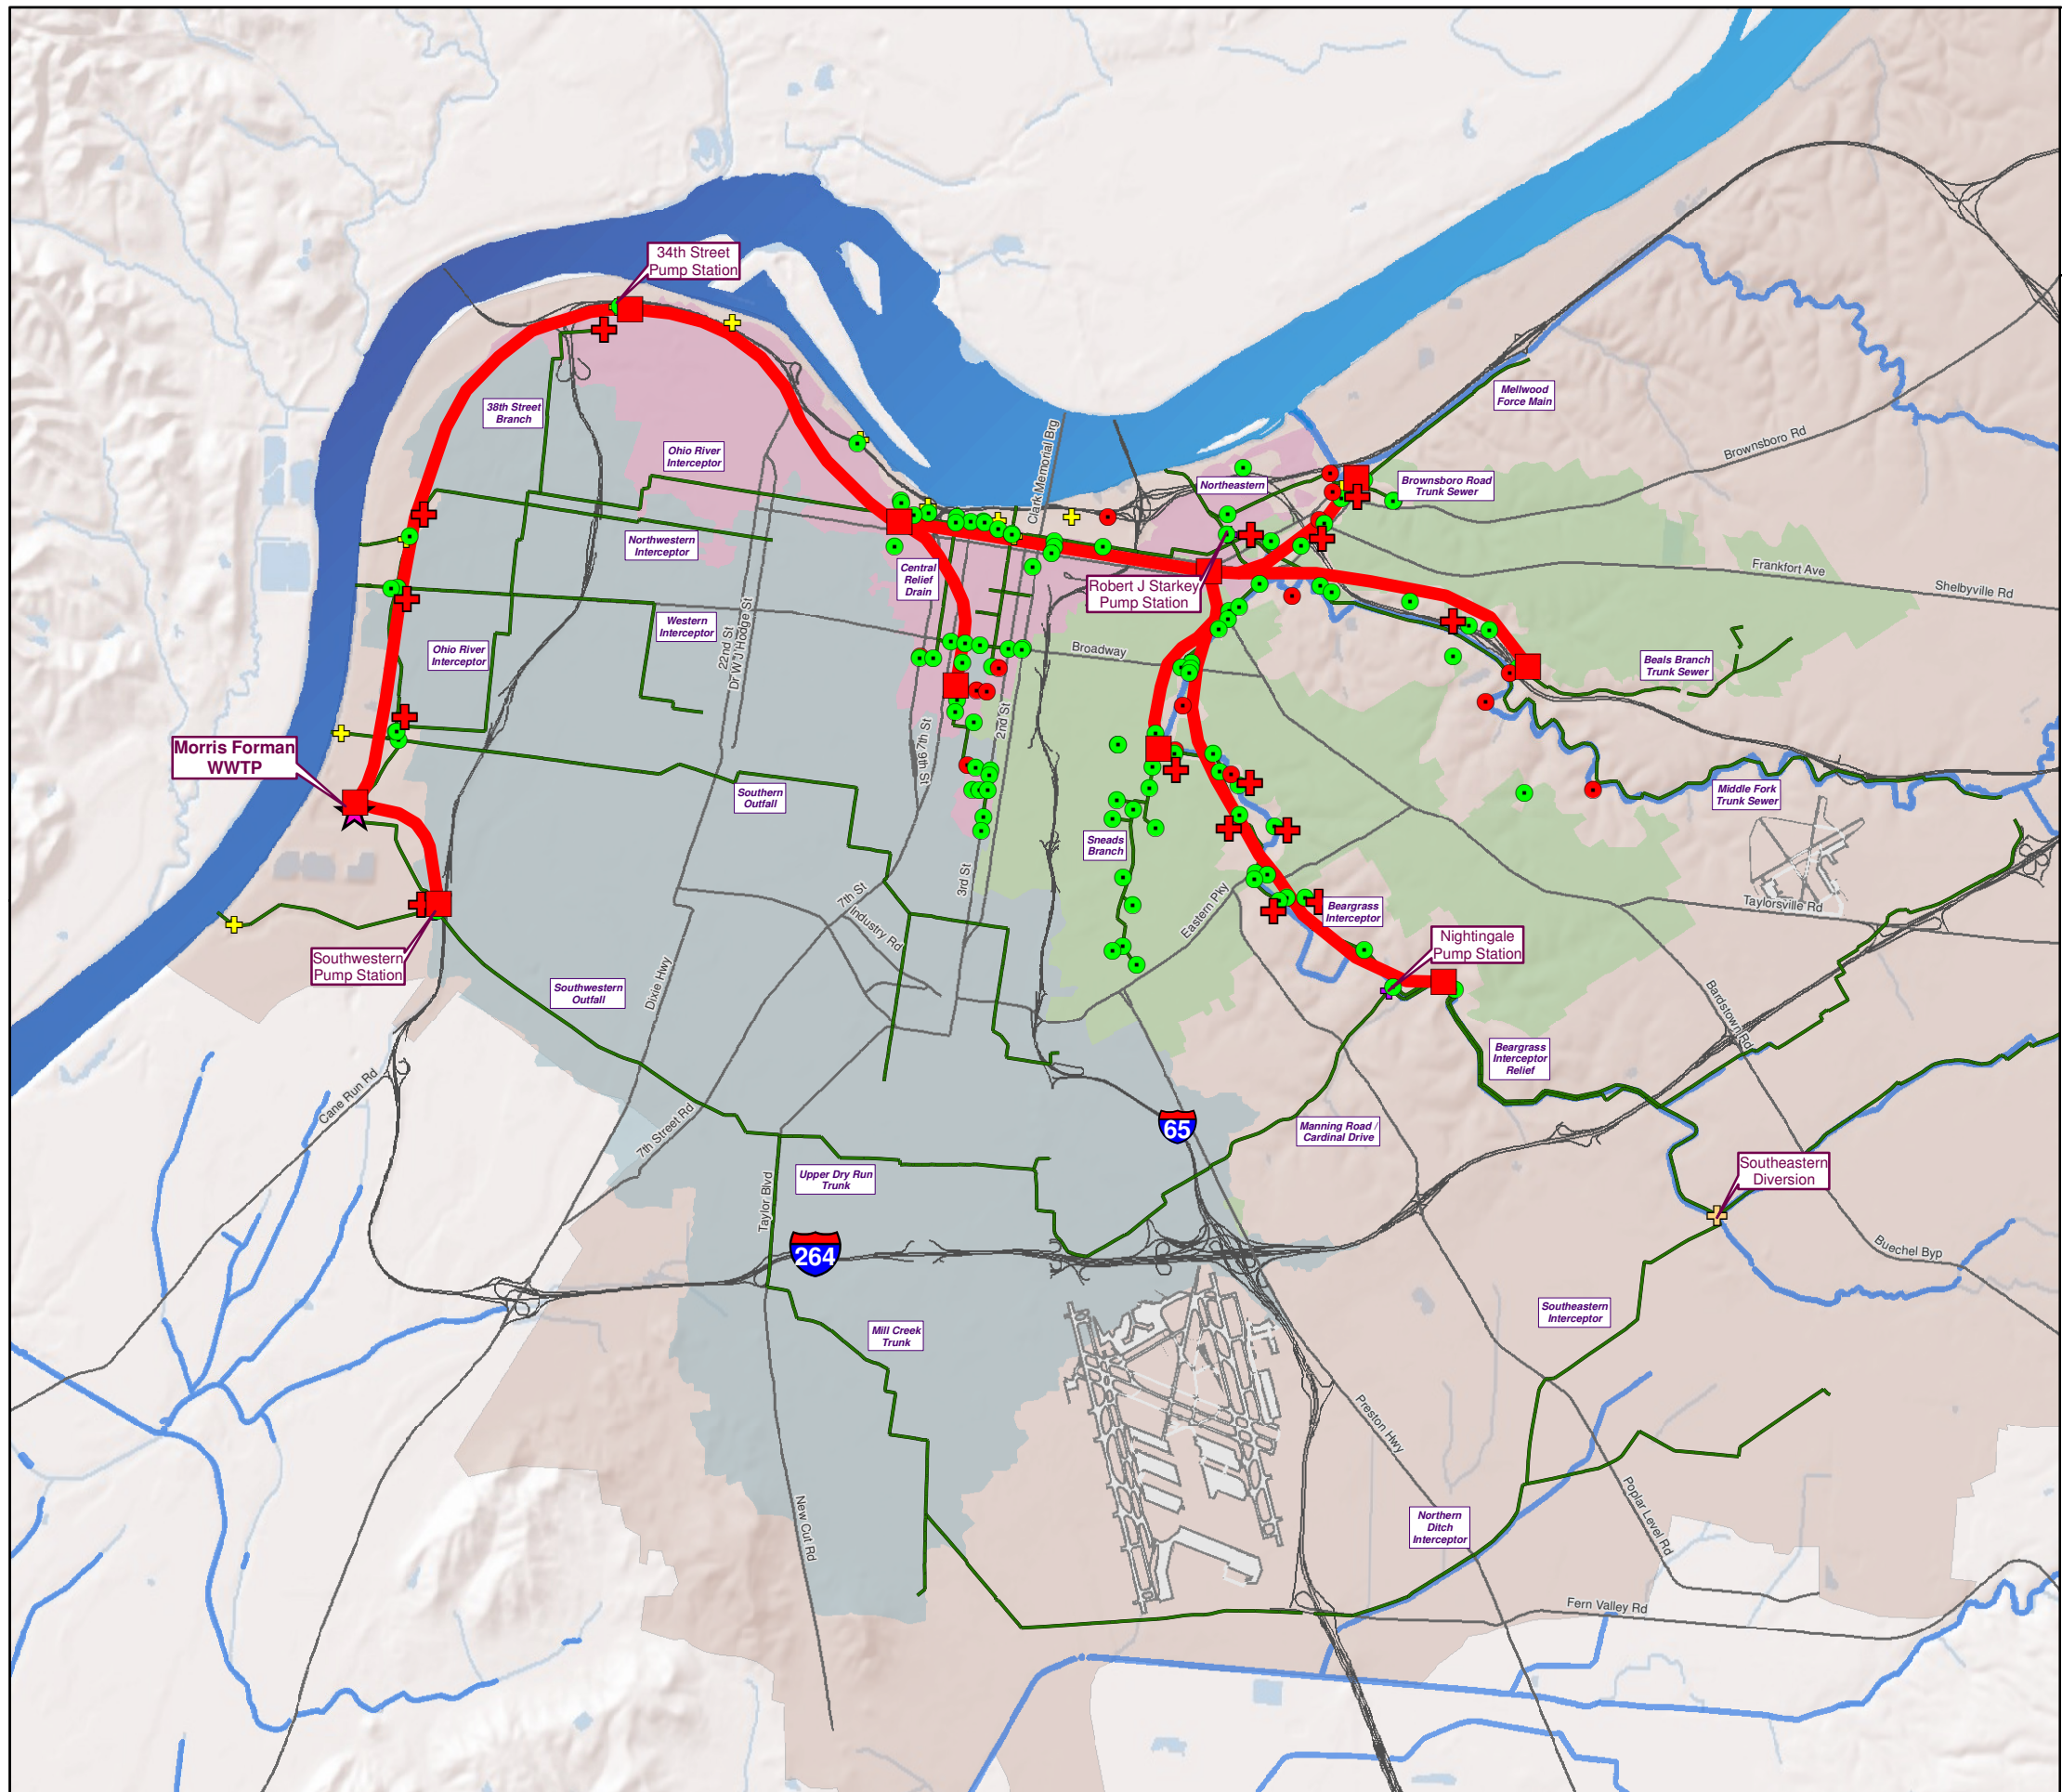 34th Street
Pump Station
Mellwood
Force Main
38th Street
Branch
Clark Memorial Brg
Brownsboro Rd
Ohio River
Interceptor
Northeastern
Brownsboro Road
Trunk Sewer
Northwestern
Interceptor
Central
Relief
Drain
Frankfort Ave
Shelbyville Rd
Robert J Starkey
Pump Station
Western
Interceptor
22nd St
Dr W J Hodge St
Ohio River
Interceptor
Broadway
Beals Branch
Trunk Sewer
2nd St
7th St
9th St
Morris Forman
WWTP
Southern
Outfall
Middle Fork
Trunk Sewer
Sneads
Branch
3rd St
7th St
Industry Rd
Eastern Pky
Beargrass
Interceptor
Taylorsville Rd
Southwestern
Pump Station
Nightingale
Pump Station
Dixie Hwy
Southwestern
Outfall
Bardstown Rd
Beargrass
Interceptor
Relief
Cane Run Rd
7th Street Rd
65
Manning Road /
Cardinal Drive
Upper Dry Run
Trunk
Southeastern
Diversion
Taylor Blvd
264
Buechel Byp
Southeastern
Interceptor
Mill Creek
Trunk
Preston Hwy
New Cut Rd
Poplar Level Rd
Northern
Ditch
Interceptor
Fern Valley Rd